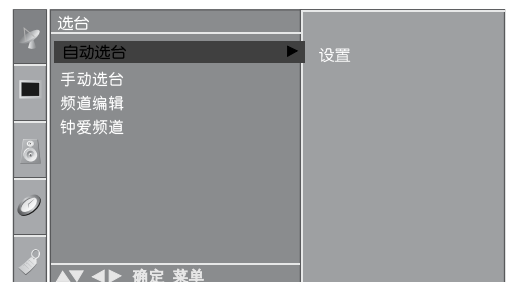 选台
自动选台 ▶
设置
手动选台
频道编辑
钟爱频道
▲▼ ◀▶ 确定 菜单